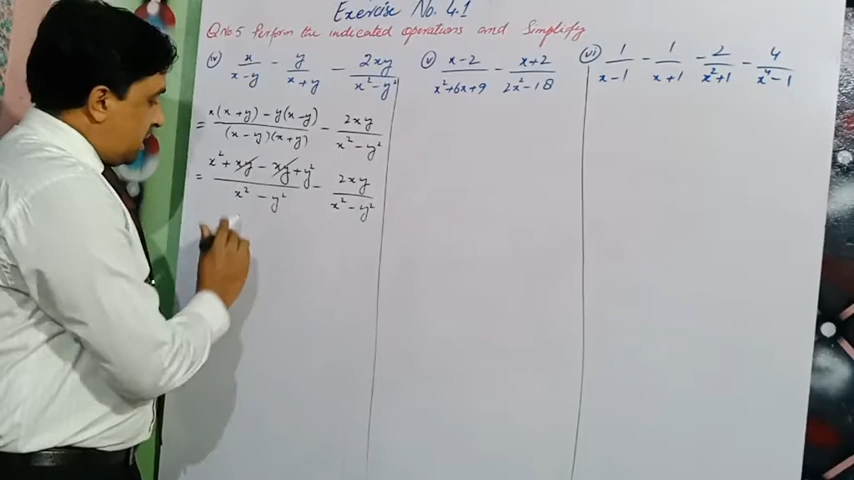 Exercise No. 4.1
Q No 5 Perform the indicated operations and Simplify
(iv) x/(x-y) - y/(x+y) - 2xy/(x²-y²)
= (x(x+y) - y(x-y))/((x-y)(x+y)) - 2xy/(x²-y²)
= (x²+xy-xy+y²)/(x²-y²) - 2xy/(x²-y²)
(v) (x-2)/(x²+6x+9) - (x+2)/(2x²-18)
(vi) 1/(x-1) - 1/(x+1) - 2/(x²+1) - 4/(x⁴-1)